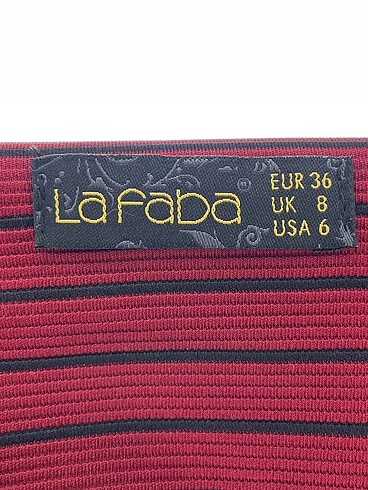 La Faba
EUR 36
UK 8
USA 6